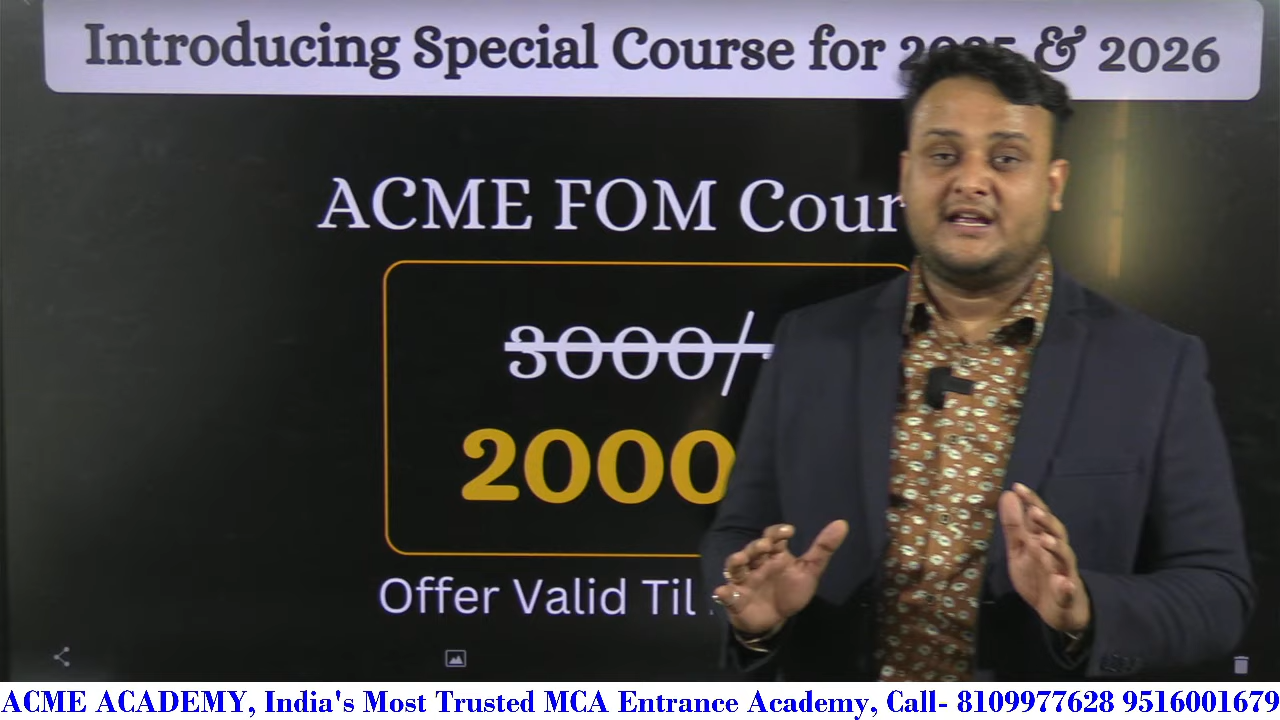 Introducing Special Course for 2025 & 2026
ACME FOM Cour
3000/-
2000
Offer Valid Til
ACME ACADEMY, India's Most Trusted MCA Entrance Academy, Call- 8109977628 9516001679